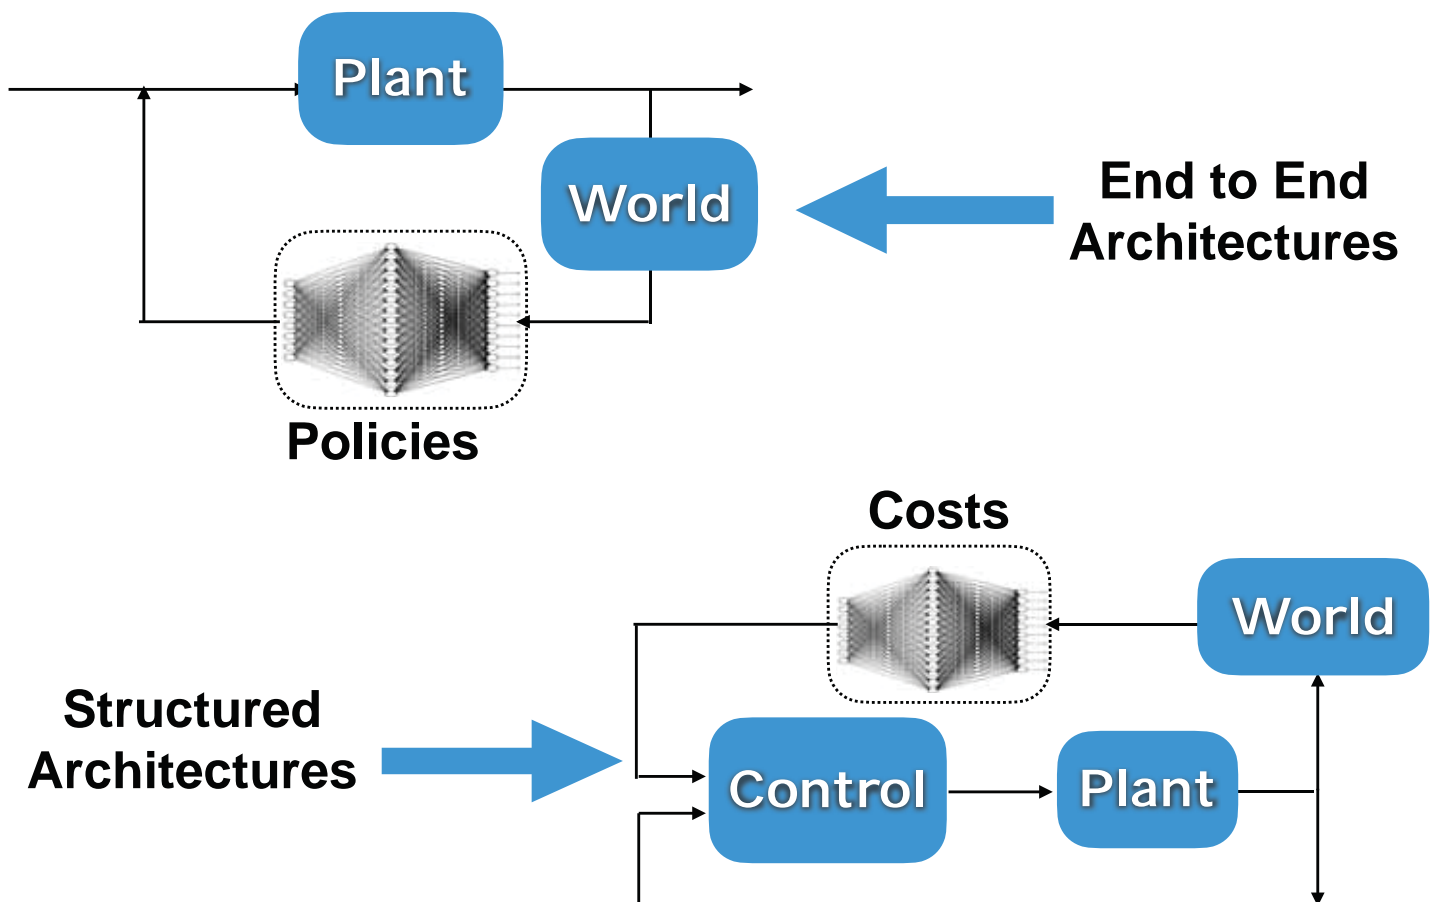 Plant
World
End to End
Architectures
Policies
Costs
World
Structured
Architectures
Control
Plant